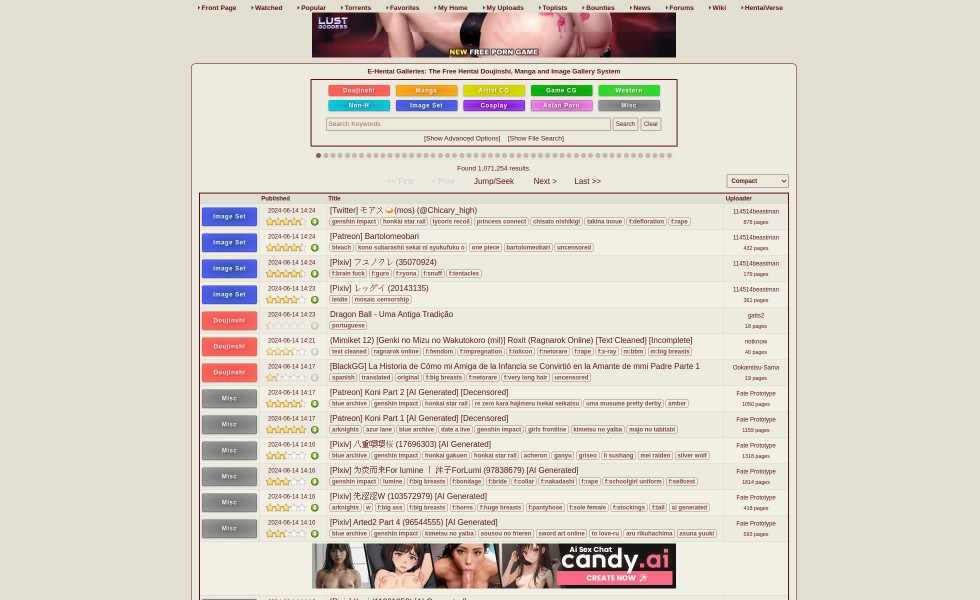 Front Page Watched Popular Torrents Favorites My Home My Uploads Toplists Bounties News Forums Wiki HentaiVerse
LUST GODDESS
NEW FREE PORN GAME
E-Hentai Galleries: The Free Hentai Doujinshi, Manga and Image Gallery System
Doujinshi Manga Artist CG Game CG Western
Non-H Image Set Cosplay Asian Porn Misc
Search Keywords Search Clear
[Show Advanced Options] [Show File Search]
Found 1,071,254 results.
<< First < Prev Jump/Seek Next > Last >> Compact
Published Title Uploader
Image Set 2024-06-14 14:24 [Twitter] モアス (mos) (@Chicary_high) 114514beastman
genshin impact honkai star rail lycoris recoil princess connect chisato nishikigi takina inoue f:defloration f:rape 878 pages
Image Set 2024-06-14 14:24 [Patreon] Bartolomeobari 114514beastman
bleach kono subarashii sekai ni syukufuku o one piece bartolomeobari uncensored 432 pages
Image Set 2024-06-14 14:24 [Pixiv] (35070924) 114514beastman
f:brain fuck f:guro f:ryona f:snuff f:tentacles 179 pages
Image Set 2024-06-14 14:23 [Pixiv] レッデイ (20143135) 114514beastman
letdie mosaic censorship 361 pages
Doujinshi 2024-06-14 14:23 Dragon Ball - Uma Antiga Tradição gatts2
portuguese 18 pages
Doujinshi 2024-06-14 14:21 (Mimiket 12) [Genki no Mizu no Wakutokoro (mil)] Roxit (Ragnarok Online) [Text Cleaned] [Incomplete] notknow
text cleaned ragnarok online f:femdom f:impregnation f:lolicon f:netorare f:rape f:x-ray m:bbm m:big breasts 40 pages
Doujinshi 2024-06-14 14:17 [BlackGG] La Historia de Cómo mi Amiga de la Infancia se Convirtió en la Amante de mmi Padre Parte 1 Ookamitsu-Sama
spanish translated original f:big breasts f:netorare f:very long hair uncensored 19 pages
Misc 2024-06-14 14:17 [Patreon] Koni Part 2 [AI Generated] [Decensored] Fate Prototype
blue archive genshin impact honkai star rail re zero kara hajimeru isekai seikatsu uma musume pretty derby amber 1050 pages
Misc 2024-06-14 14:17 [Patreon] Koni Part 1 [AI Generated] [Decensored] Fate Prototype
arknights azur lane blue archive date a live genshin impact girls frontline kimetsu no yaiba majo no tabitabi 1159 pages
Misc 2024-06-14 14:16 [Pixiv] 八重嘤嘤桜 (17696303) [AI Generated] Fate Prototype
blue archive genshin impact honkai gakuen honkai star rail acheron ganyu griseo li sushang mei raiden silver wolf 1318 pages
Misc 2024-06-14 14:16 [Pixiv] 为荧而来For lumine | 沐子ForLumi (97838679) [AI Generated] Fate Prototype
genshin impact lumine f:big breasts f:bondage f:bride f:collar f:nakadashi f:rape f:schoolgirl uniform f:selfcest 1814 pages
Misc 2024-06-14 14:16 [Pixiv] 先涩涩W (103572979) [AI Generated] Fate Prototype
arknights w f:big ass f:big breasts f:horns f:huge breasts f:pantyhose f:sole female f:stockings f:tail ai generated 418 pages
Misc 2024-06-14 14:16 [Pixiv] Arted2 Part 4 (96544555) [AI Generated] Fate Prototype
blue archive genshin impact kimetsu no yaiba sousou no frieren sword art online to love-ru aru rikuhachima asuna yuuki 593 pages
Ai Sex Chat
candy.ai
CREATE NOW